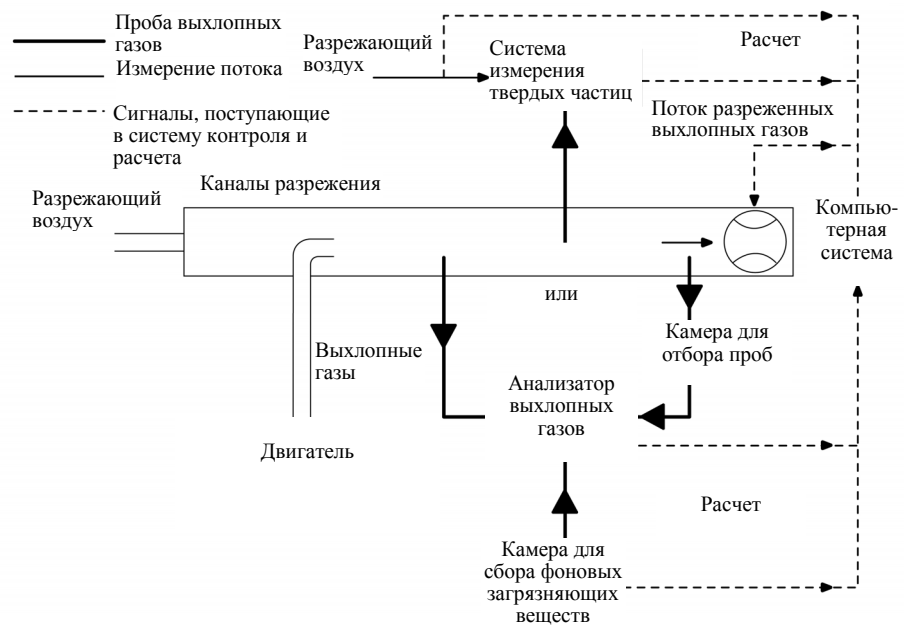 Проба выхлопных
газов
Измерение потока
Сигналы, поступающие
в систему контроля и
расчета
Разрежающий
воздух
Система
измерения
твердых частиц
Расчет
Поток разреженных
выхлопных газов
Разрежающий
воздух
Каналы разрежения
Компью-
терная
система
или
Выхлопные
газы
Камера для
отбора проб
Анализатор
выхлопных
газов
Двигатель
Расчет
Камера для
сбора фоновых
загрязняющих
веществ